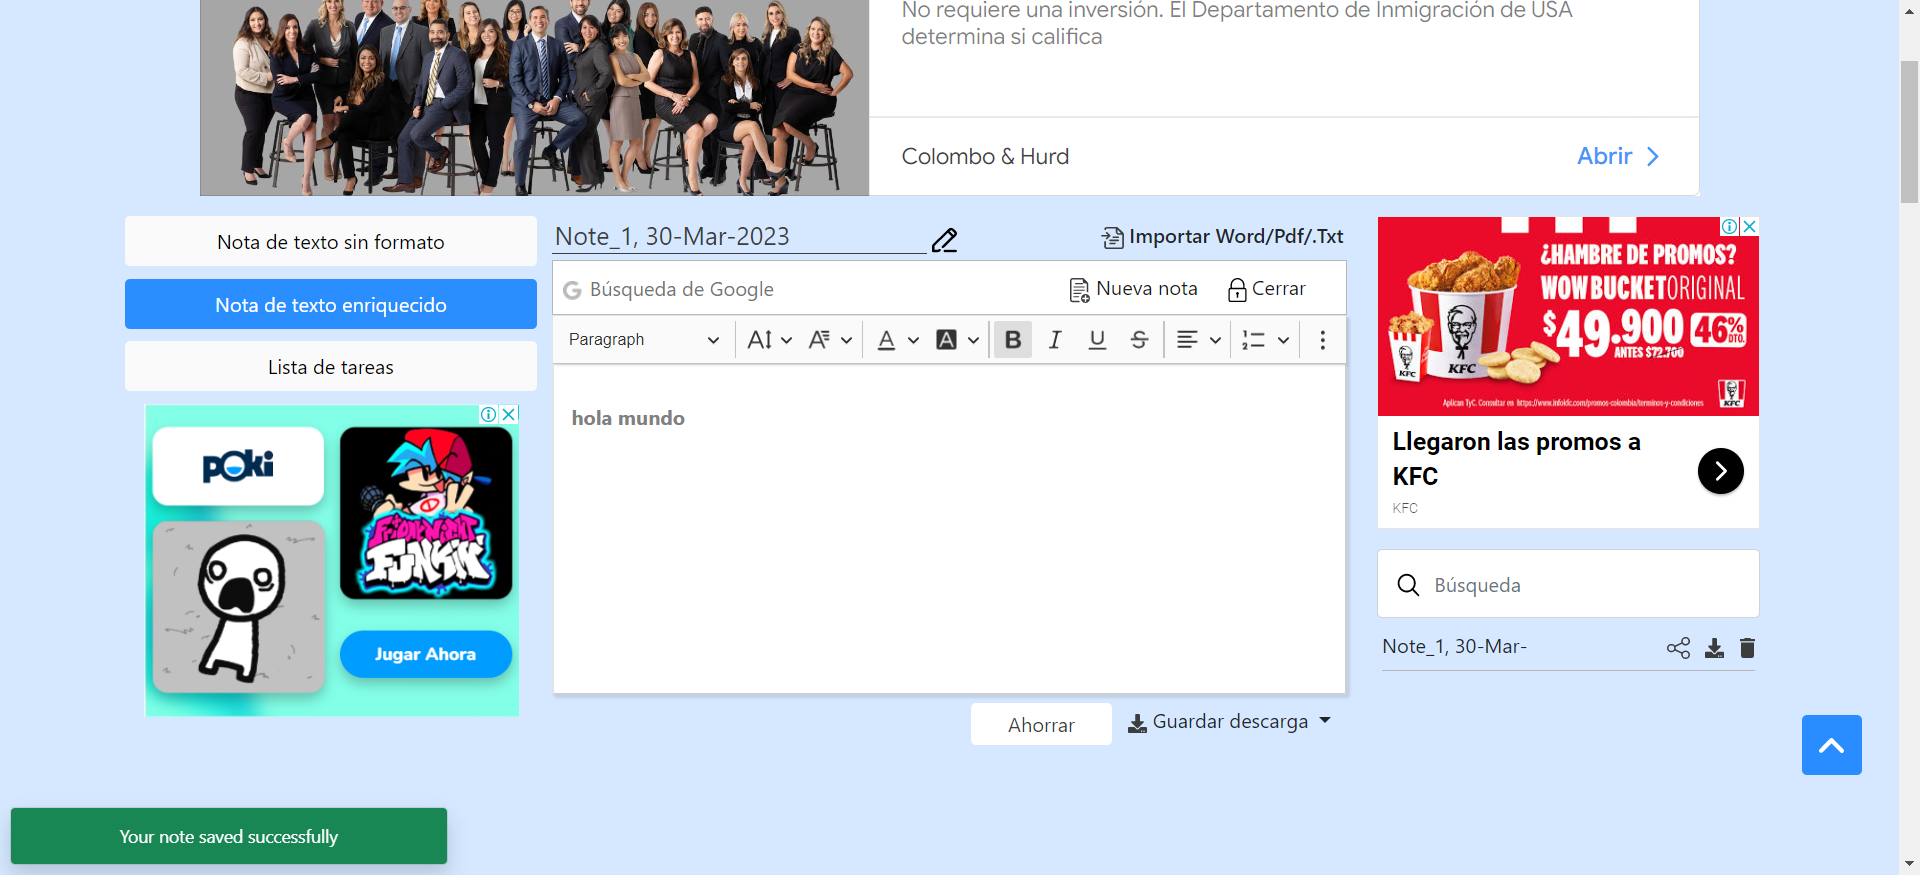 No requiere una inversión. El Departamento de Inmigración de USA
determina si califica
Colombo & Hurd
Abrir
Nota de texto sin formato
Nota de texto enriquecido
Lista de tareas
poki
FRIDAY NIGHT
FUNKIN'
Jugar Ahora
Note_1, 30-Mar-2023
Importar Word/Pdf/.Txt
G Búsqueda de Google
Nueva nota
Cerrar
Paragraph
A A A A B I U S
hola mundo
Ahorrar
Guardar descarga
¿HAMBRE DE PROMOS?
WOW BUCKET ORIGINAL
$49.900 46% DTO.
ANTES $72.700
KFC
KFC
KFC
Aplican TyC. Consultar en https://www.infokfc.com/promos-colombia/terminos-y-condiciones
Llegaron las promos a
KFC
KFC
Búsqueda
Note_1, 30-Mar-
Your note saved successfully